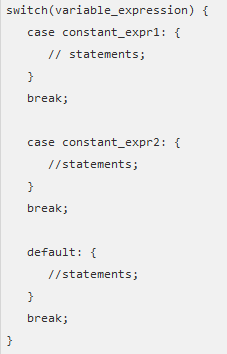 switch(variable_expression) {
   case constant_expr1: {
      // statements;
   }
   break;

   case constant_expr2: {
      //statements;
   }
   break;

   default: {
      //statements;
   }
   break;
}